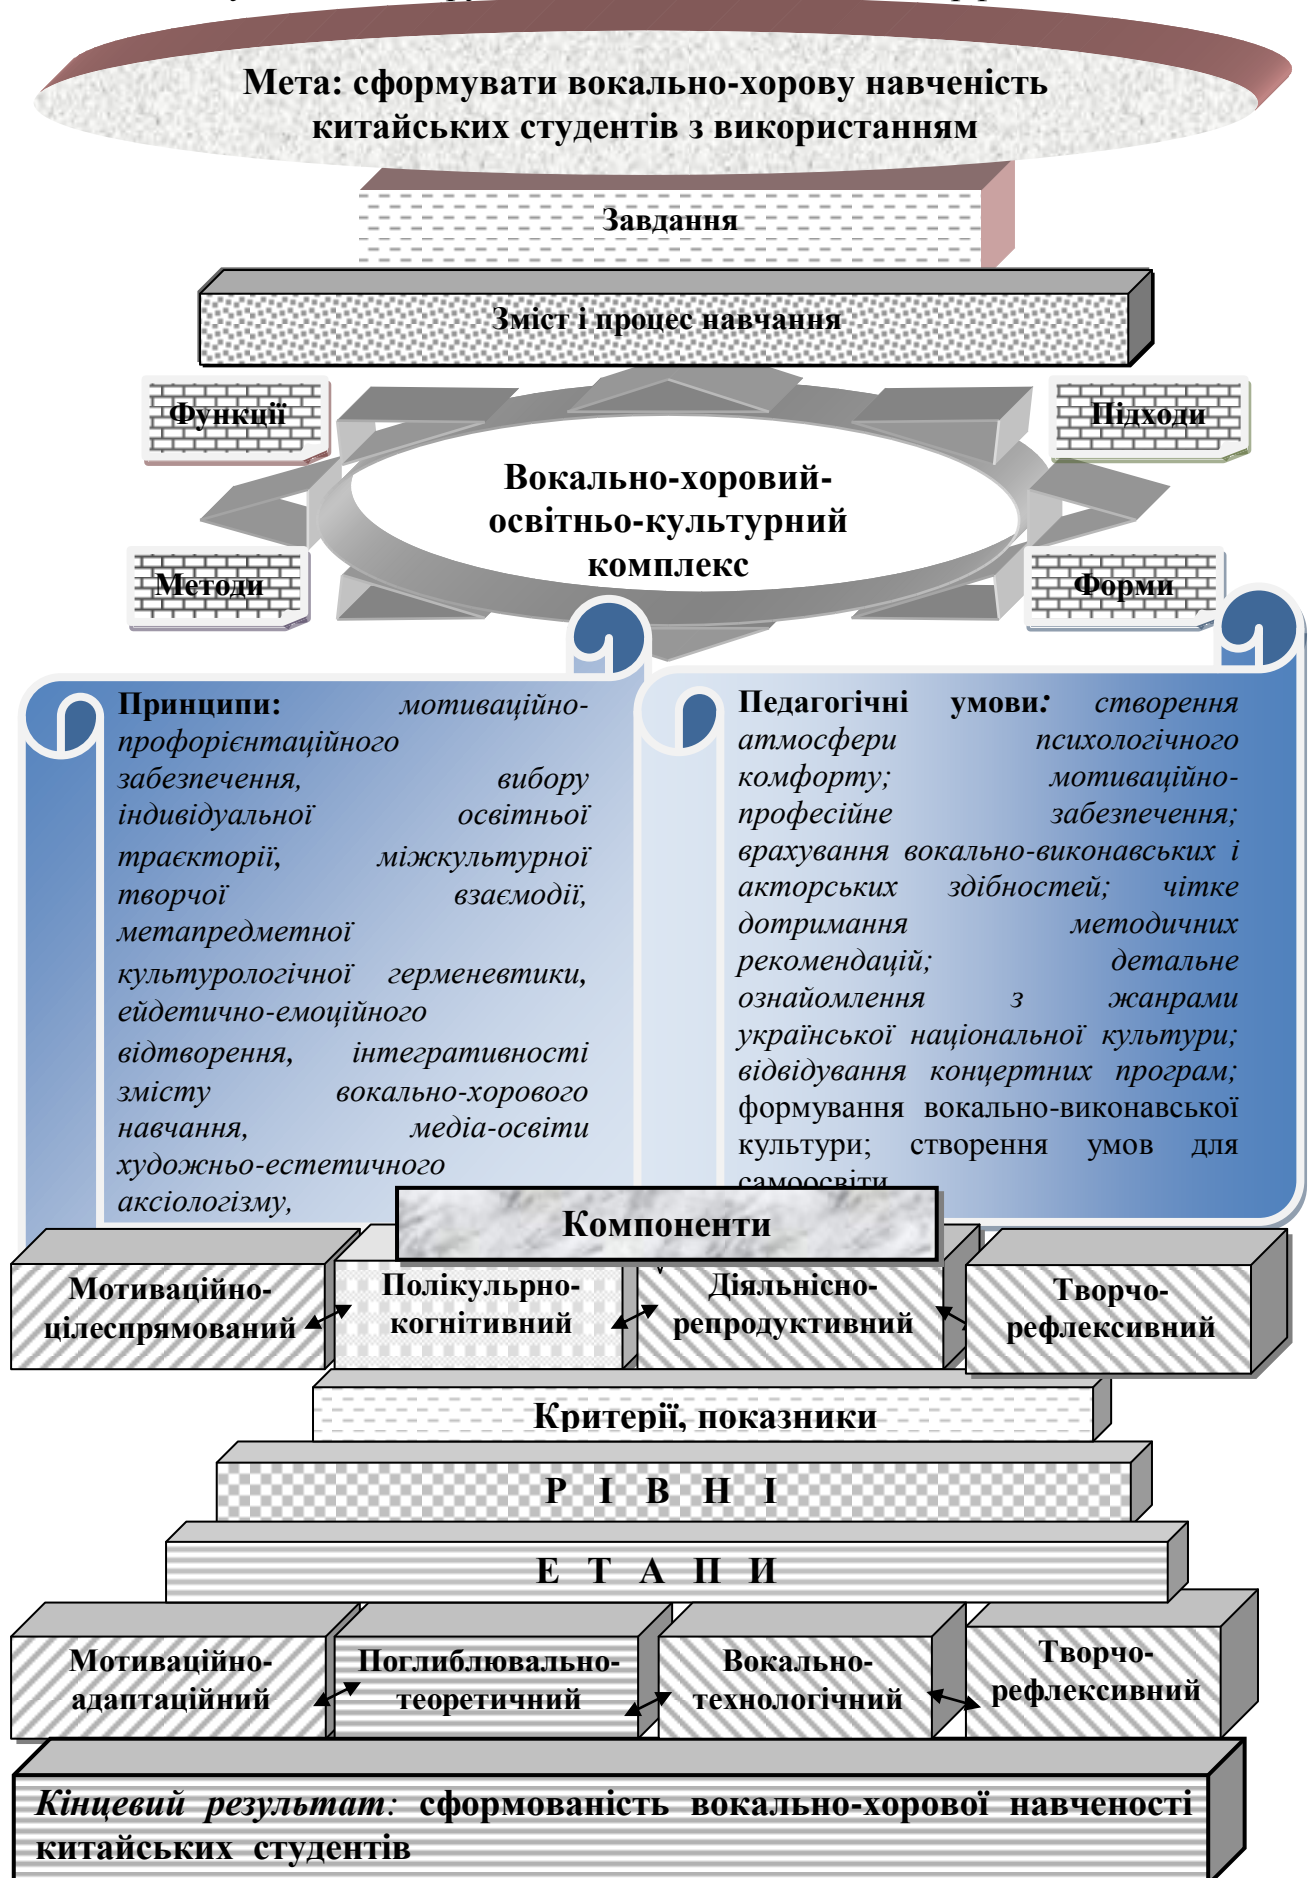 Мета: сформувати вокально-хорову навченість
китайських студентів з використанням
Завдання
Зміст і процес навчання
Функції
Підходи
Вокально-хоровий-
освітньо-культурний
комплекс
Методи
Форми
Принципи: мотиваційно-
профорієнтаційного
забезпечення, вибору
індивідуальної освітньої
траєкторії, міжкультурної
творчої взаємодії,
метапредметної
культурологічної герменевтики,
ейдетично-емоційного
відтворення, інтегративності
змісту вокально-хорового
навчання, медіа-освіти
художньо-естетичного
аксіологізму,
Педагогічні умови: створення
атмосфери психологічного
комфорту; мотиваційно-
професійне забезпечення;
врахування вокально-виконавських і
акторських здібностей; чітке
дотримання методичних
рекомендацій; детальне
ознайомлення з жанрами
української національної культури;
відвідування концертних програм;
формування вокально-виконавської
культури; створення умов для
самоосвіти
Компоненти
Мотиваційно-
цілеспрямований
Полікульрно-
когнітивний
Діяльнісно-
репродуктивний
Творчо-
рефлексивний
Критерії, показники
Р І В Н І
Е Т А П И
Мотиваційно-
адаптаційний
Поглиблювально-
теоретичний
Вокально-
технологічний
Творчо-
рефлексивний
Кінцевий результат: сформованість вокально-хорової навченості
китайських студентів